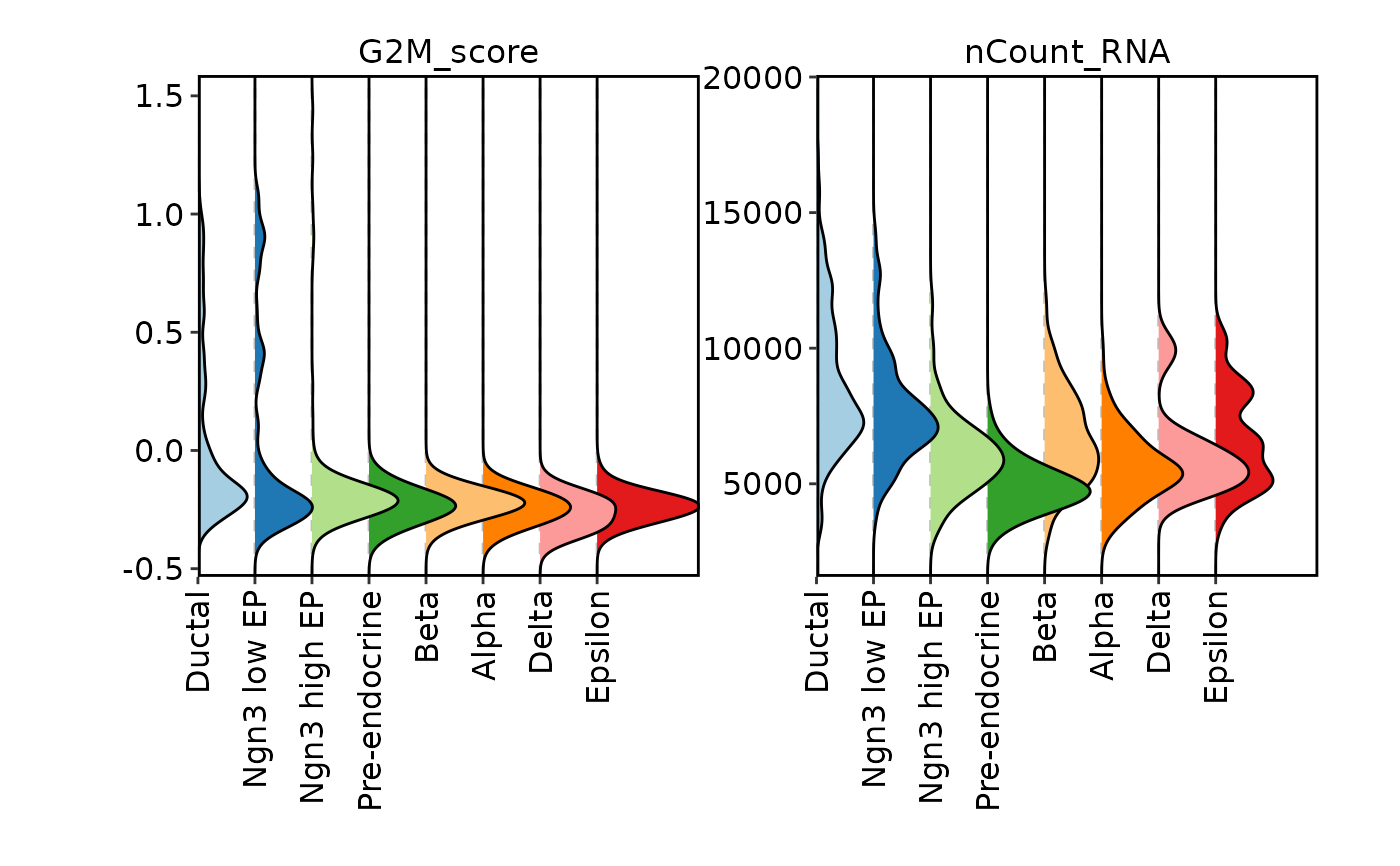 G2M_score
1.5
1.0
0.5
0.0
-0.5
Ductal
Ngn3 low EP
Ngn3 high EP
Pre-endocrine
Beta
Alpha
Delta
Epsilon
nCount_RNA
20000
15000
10000
5000
Ductal
Ngn3 low EP
Ngn3 high EP
Pre-endocrine
Beta
Alpha
Delta
Epsilon